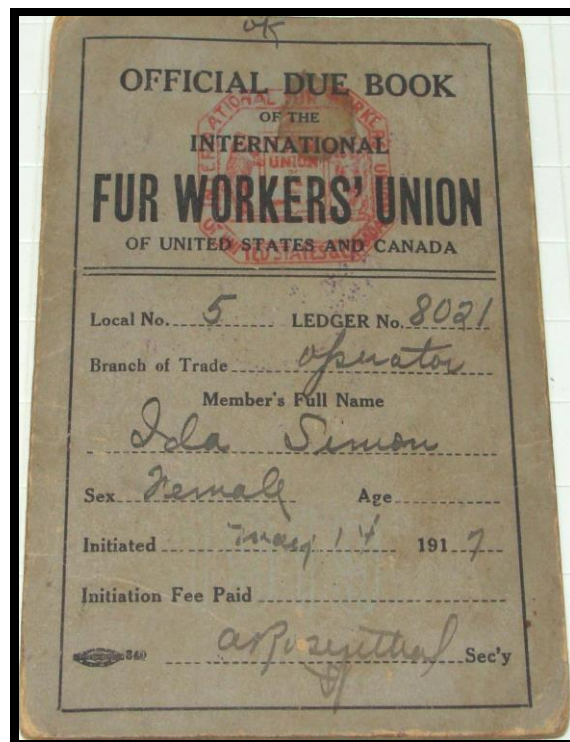 OK
OFFICIAL DUE BOOK
OF THE
INTERNATIONAL
FUR WORKERS' UNION
OF UNITED STATES AND CANADA
Local No. 5 LEDGER No. 8021
Branch of Trade operator
Member's Full Name
Ida Simon
Sex Female Age
Initiated May 14 1917
Initiation Fee Paid
A Rosenthal Sec'y